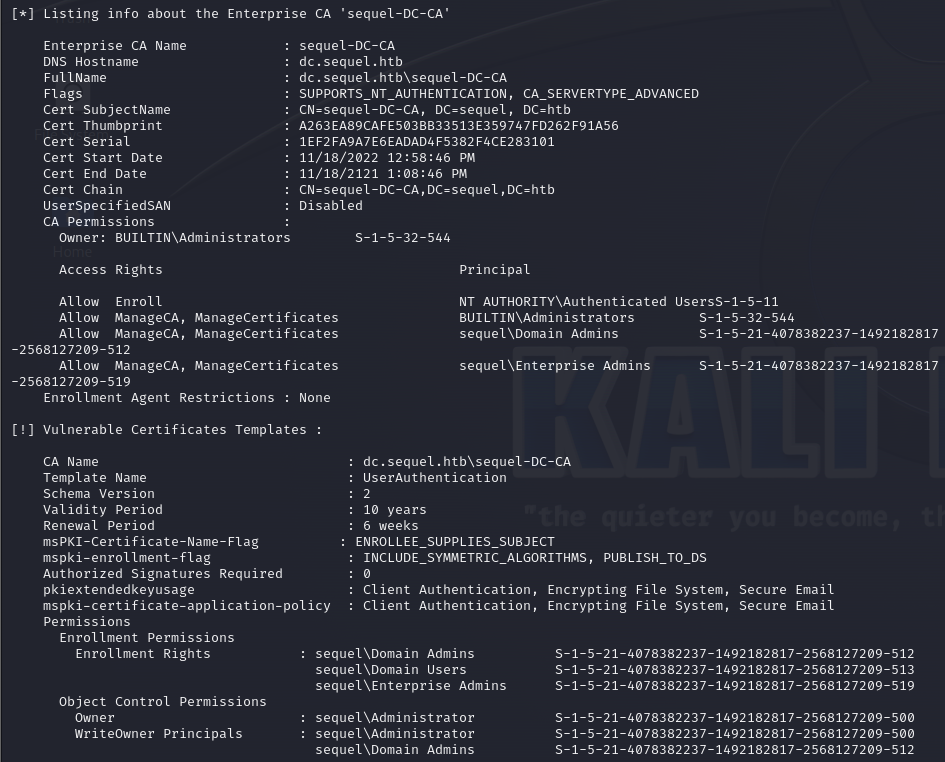 [*] Listing info about the Enterprise CA 'sequel-DC-CA'
Enterprise CA Name : sequel-DC-CA
DNS Hostname : dc.sequel.htb
FullName : dc.sequel.htb\sequel-DC-CA
Flags : SUPPORTS_NT_AUTHENTICATION, CA_SERVERTYPE_ADVANCED
Cert SubjectName : CN=sequel-DC-CA, DC=sequel, DC=htb
Cert Thumbprint : A263EA89CAFE503BB33513E359747FD262F91A56
Cert Serial : 1EF2FA9A7E6EADAD4F5382F4CE283101
Cert Start Date : 11/18/2022 12:58:46 PM
Cert End Date : 11/18/2121 1:08:46 PM
Cert Chain : CN=sequel-DC-CA,DC=sequel,DC=htb
UserSpecifiedSAN : Disabled
CA Permissions :
Owner: BUILTIN\Administrators S-1-5-32-544
Home
Access Rights Principal
Allow Enroll NT AUTHORITY\Authenticated UsersS-1-5-11
Allow ManageCA, ManageCertificates BUILTIN\Administrators S-1-5-32-544
Allow ManageCA, ManageCertificates sequel\Domain Admins S-1-5-21-4078382237-1492182817
-2568127209-512
Allow ManageCA, ManageCertificates sequel\Enterprise Admins S-1-5-21-4078382237-1492182817
-2568127209-519
Enrollment Agent Restrictions : None
KALI
[!] Vulnerable Certificates Templates :
CA Name : dc.sequel.htb\sequel-DC-CA
Template Name : UserAuthentication
Schema Version : 2
Validity Period : 10 years
Renewal Period : 6 weeks
"the quieter you become, th
msPKI-Certificate-Name-Flag : ENROLLEE_SUPPLIES_SUBJECT
mspki-enrollment-flag : INCLUDE_SYMMETRIC_ALGORITHMS, PUBLISH_TO_DS
Authorized Signatures Required : 0
pkiextendedkeyusage : Client Authentication, Encrypting File System, Secure Email
mspki-certificate-application-policy : Client Authentication, Encrypting File System, Secure Email
Permissions
Enrollment Permissions
Enrollment Rights : sequel\Domain Admins S-1-5-21-4078382237-1492182817-2568127209-512
sequel\Domain Users S-1-5-21-4078382237-1492182817-2568127209-513
sequel\Enterprise Admins S-1-5-21-4078382237-1492182817-2568127209-519
Object Control Permissions
Owner : sequel\Administrator S-1-5-21-4078382237-1492182817-2568127209-500
WriteOwner Principals : sequel\Administrator S-1-5-21-4078382237-1492182817-2568127209-500
sequel\Domain Admins S-1-5-21-4078382237-1492182817-2568127209-512